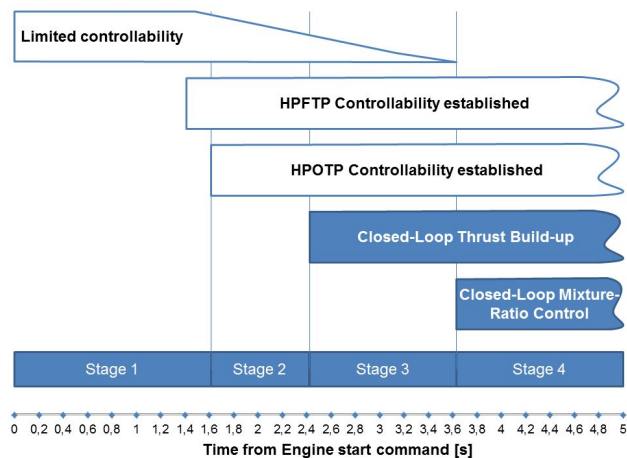 Limited controllability
HPFTP Controllability established
HPOTP Controllability established
Closed-Loop Thrust Build-up
Closed-Loop Mixture-
Ratio Control
Stage 1 Stage 2 Stage 3 Stage 4
0 0,2 0,4 0,6 0,8 1 1,2 1,4 1,6 1,8 2 2,2 2,4 2,6 2,8 3 3,2 3,4 3,6 3,8 4 4,2 4,4 4,6 4,8 5
Time from Engine start command [s]